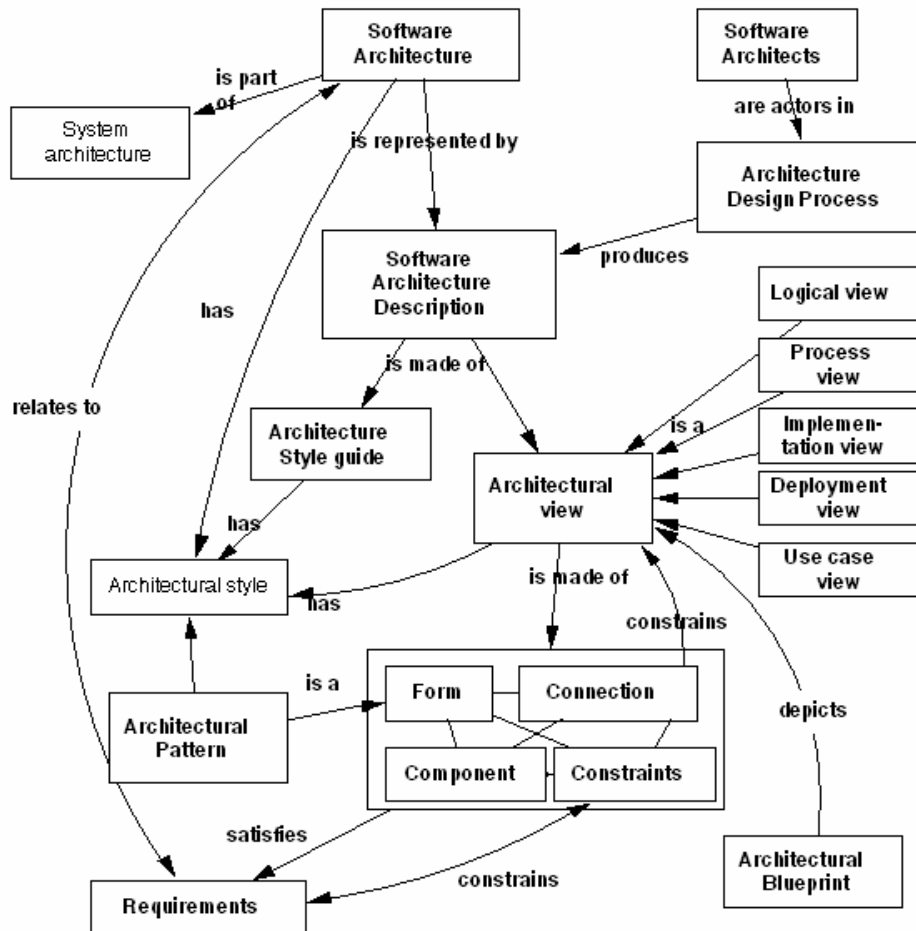 Software
Architecture
Software
Architects
is part
of
are actors in
System
architecture
is represented by
Architecture
Design Process
Software
Architecture
Description
produces
Logical view
has
Process
view
is made of
relates to
Architecture
Style guide
is a
Implemen-
tation view
Architectural
view
Deployment
view
has
Use case
view
Architectural style
has
is made of
constrains
is a
Form
Connection
depicts
Architectural
Pattern
Component
Constraints
satisfies
constrains
Architectural
Blueprint
Requirements